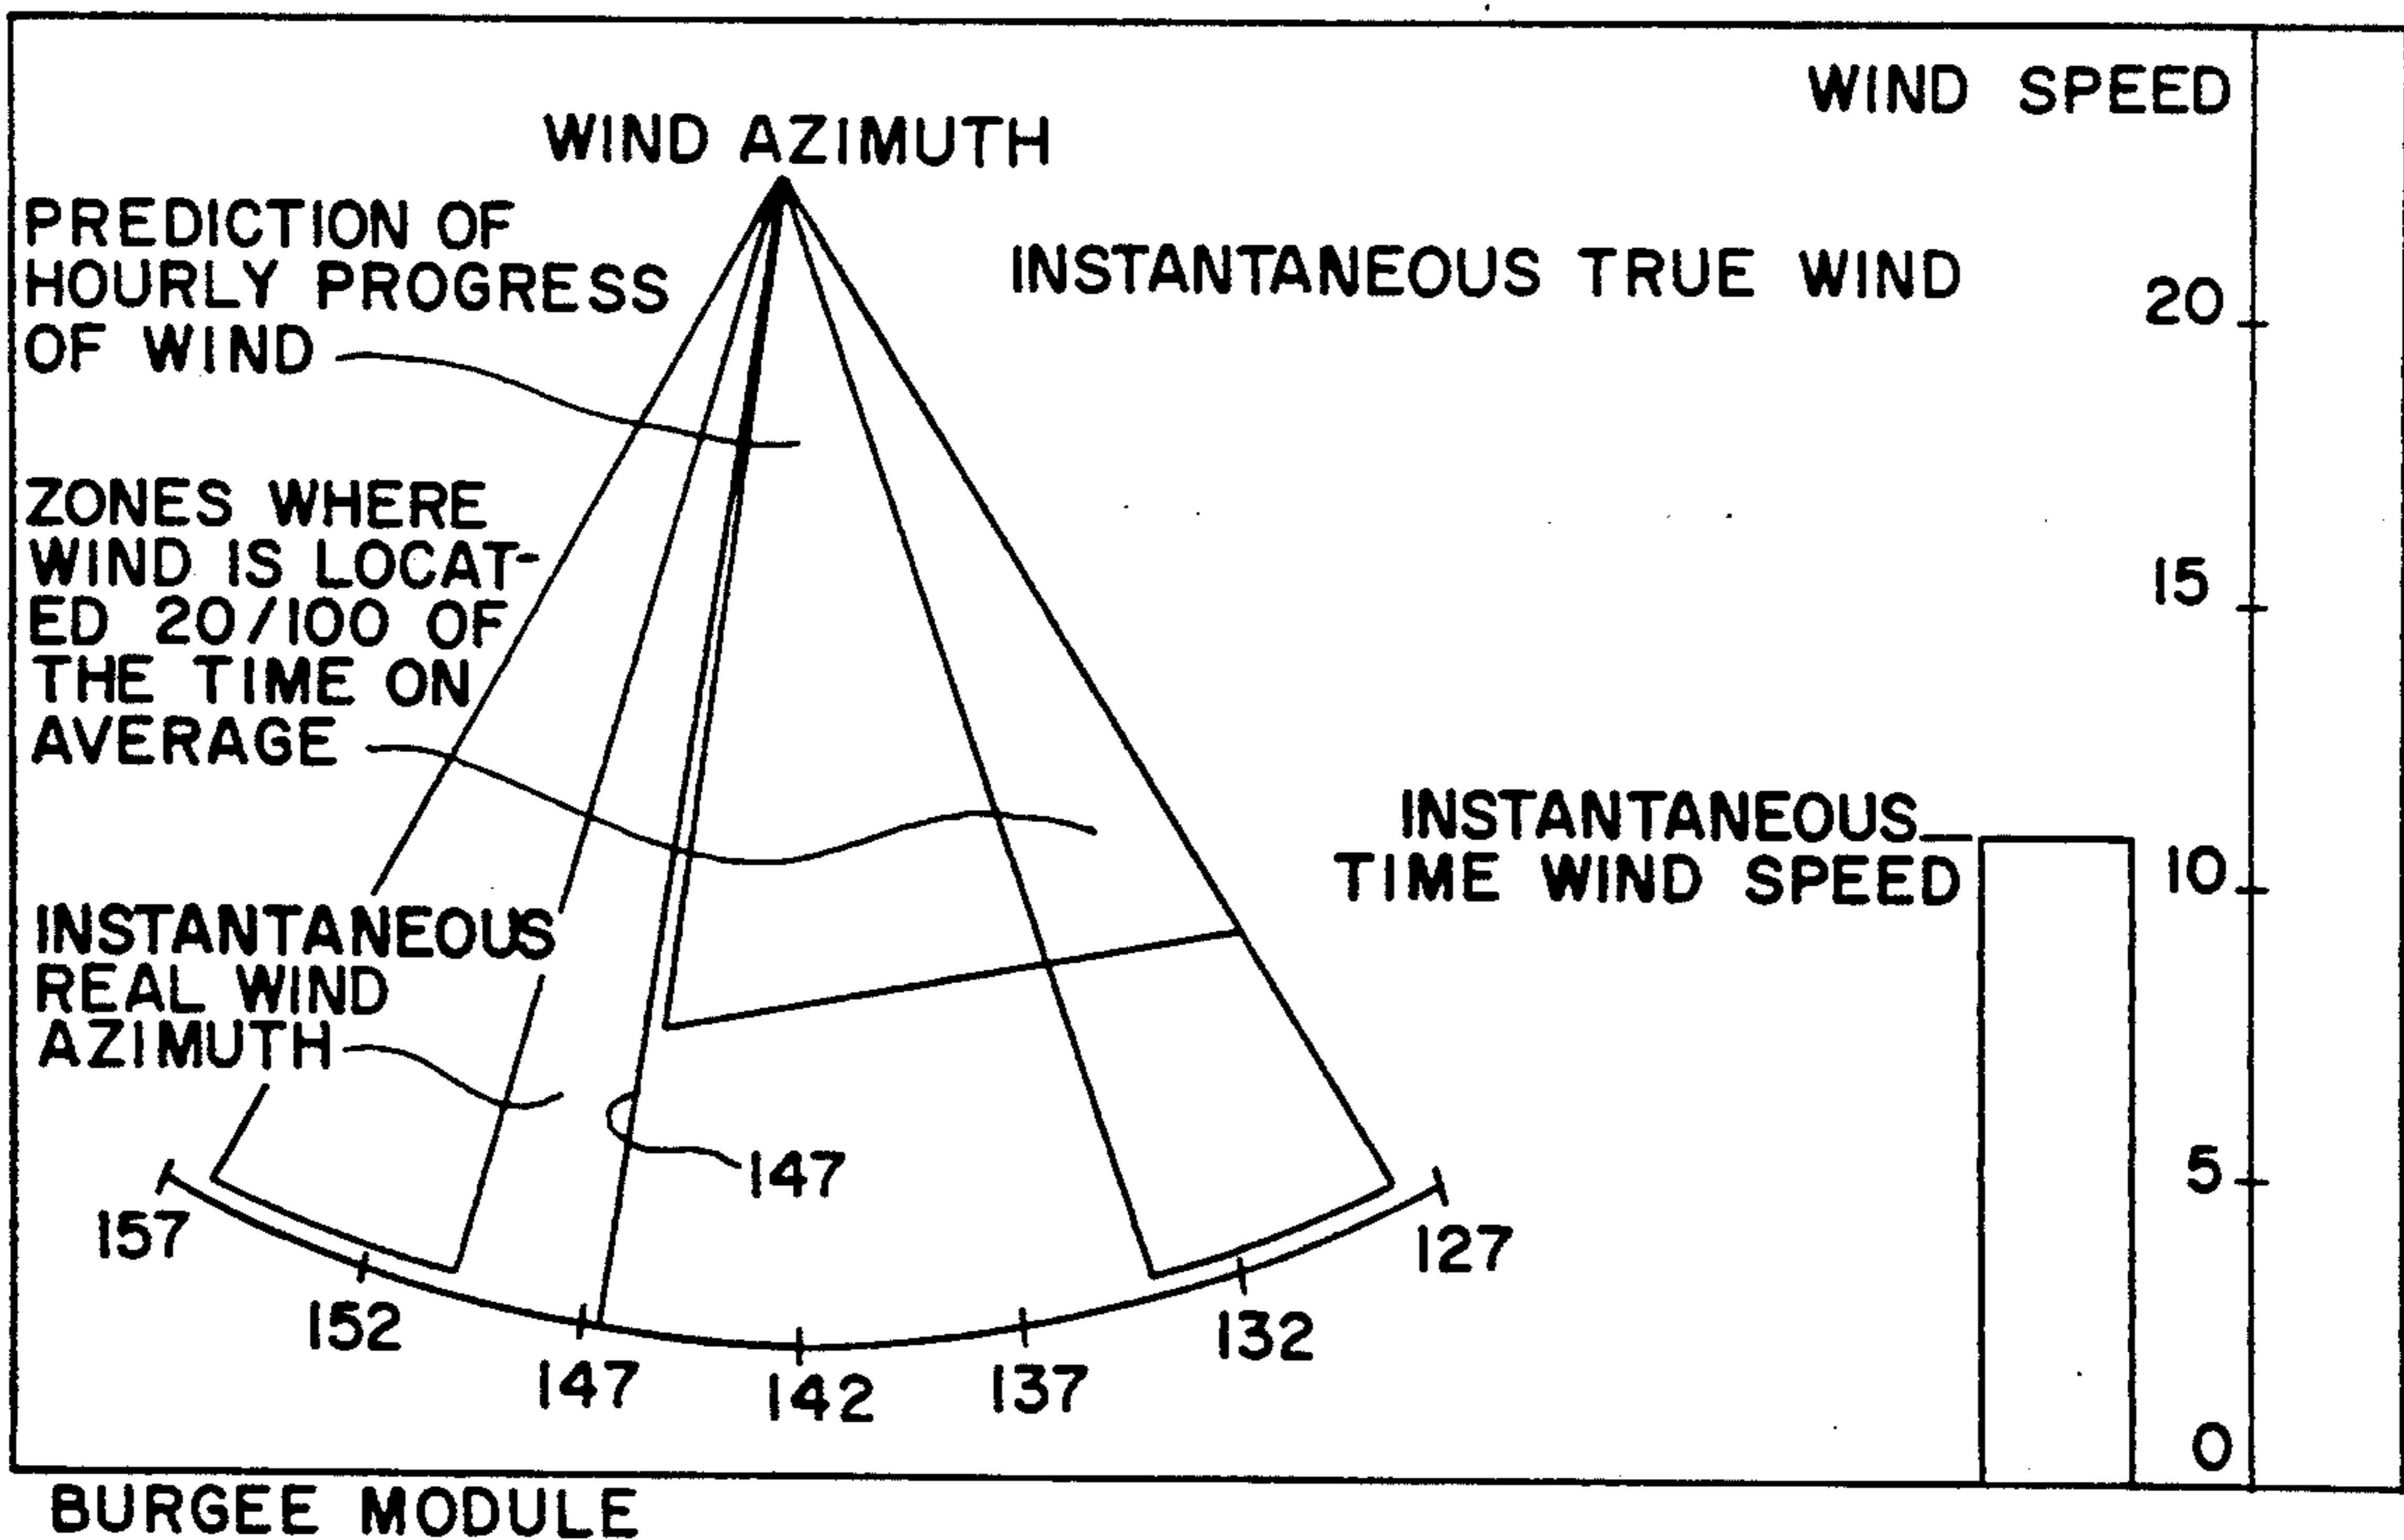 WIND SPEED
WIND AZIMUTH
PREDICTION OF
HOURLY PROGRESS
OF WIND
INSTANTANEOUS TRUE WIND
20
ZONES WHERE
WIND IS LOCAT-
ED 20/100 OF
THE TIME ON
AVERAGE
15
INSTANTANEOUS
TIME WIND SPEED
10
INSTANTANEOUS
REAL WIND
AZIMUTH
147
5
157
152
147
142
137
132
127
0
BURGEE MODULE